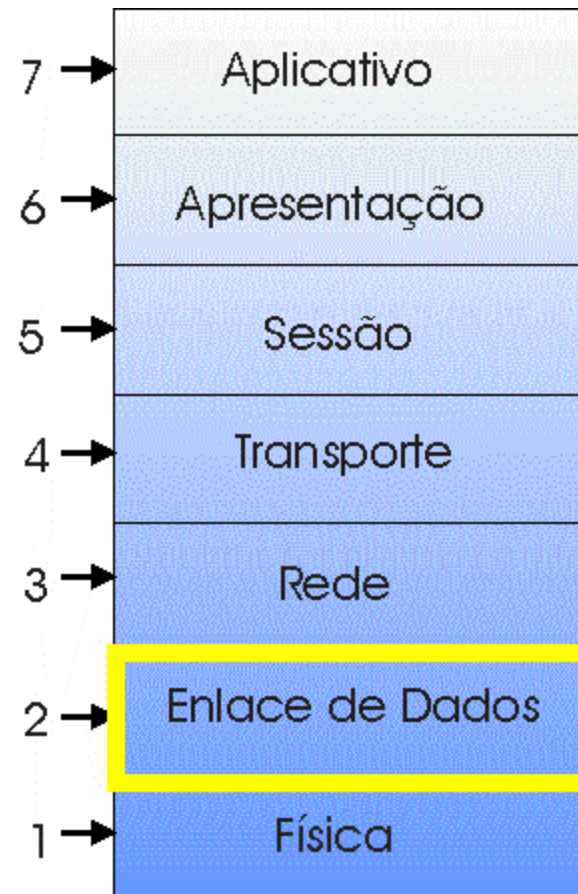 7 Aplicativo
6 Apresentação
5 Sessão
4 Transporte
3 Rede
2 Enlace de Dados
1 Física